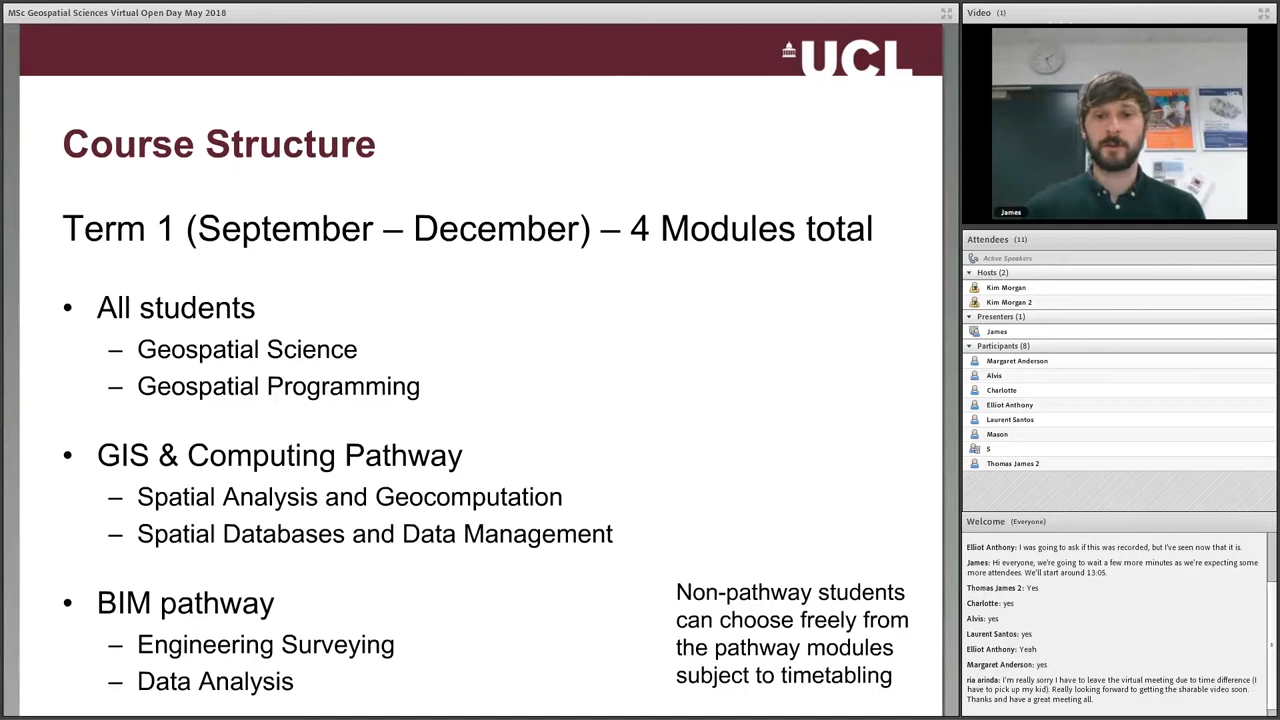 MSc Geospatial Sciences Virtual Open Day May 2018
UCL
Course Structure
Term 1 (September – December) – 4 Modules total
• All students
– Geospatial Science
– Geospatial Programming
• GIS & Computing Pathway
– Spatial Analysis and Geocomputation
– Spatial Databases and Data Management
• BIM pathway
– Engineering Surveying
– Data Analysis
Non-pathway students
can choose freely from
the pathway modules
subject to timetabling
Video (1)
UCL
James
Attendees (11)
Active Speakers
Hosts (2)
Kim Morgan
Kim Morgan 2
Presenters (1)
James
Participants (8)
Margaret Anderson
Alvis
Charlotte
Elliot Anthony
Laurent Santos
Mason
S
Thomas James 2
Welcome (Everyone)
Elliot Anthony: I was going to ask if this was recorded, but I've seen now that it is.
James: Hi everyone, we're going to wait a few more minutes as we're expecting some
more attendees. We'll start around 13:05.
Thomas James 2: Yes
Charlotte: yes
Alvis: yes
Laurent Santos: yes
Elliot Anthony: Yeah
Margaret Anderson: yes
ria arinda: I'm really sorry I have to leave the virtual meeting due to time difference (I
have to pick up my kid). Really looking forward to getting the sharable video soon.
Thanks and have a great meeting all.